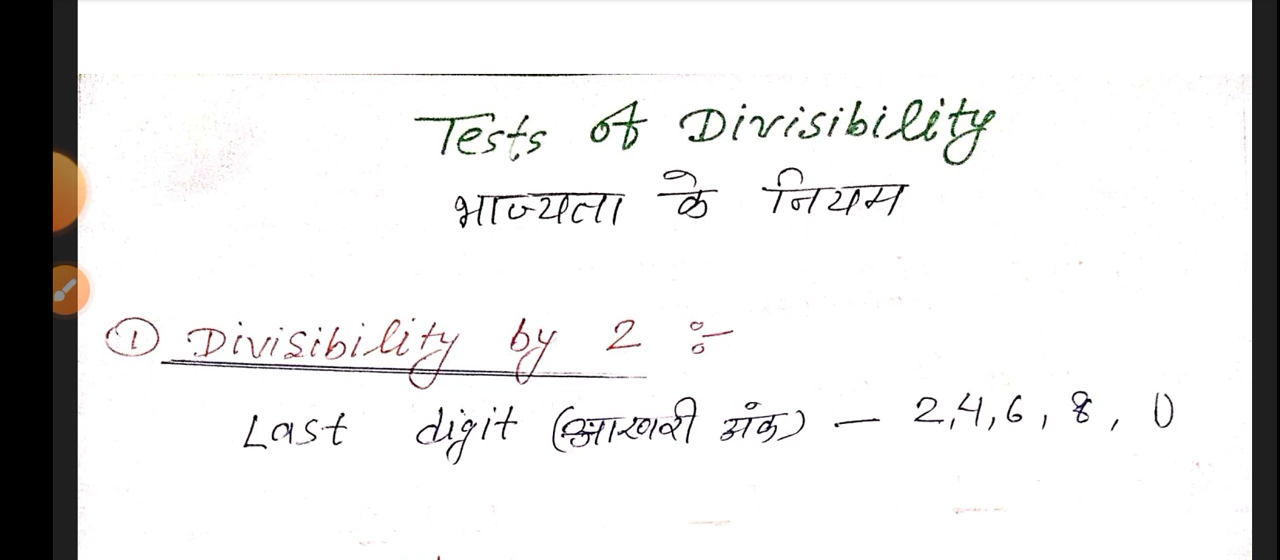 Tests of Divisibility
भाज्यता के नियम
① Divisibility by 2 :-
Last digit (आखरी अंक) — 2,4,6, 8, 0